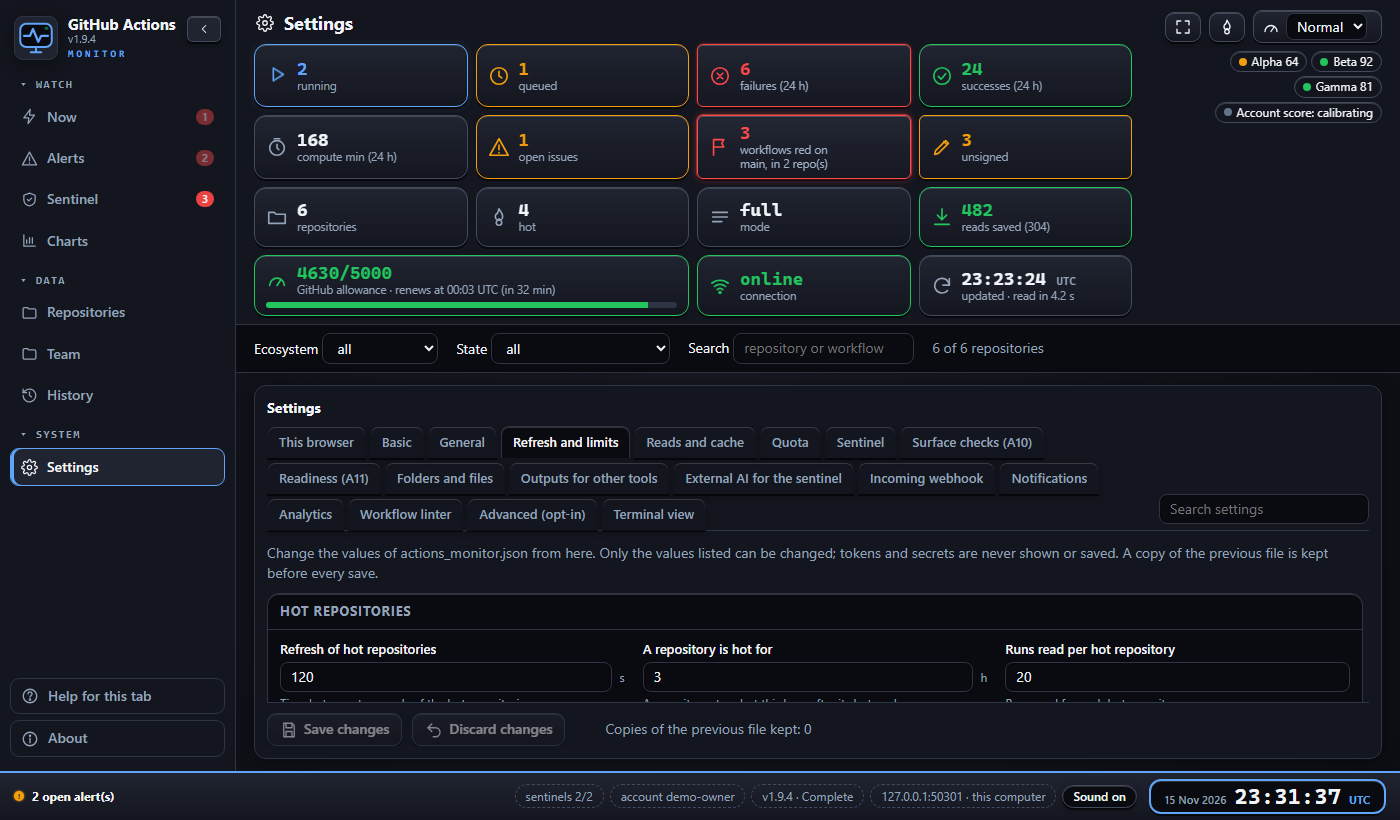 GitHub Actions
v1.9.4
MONITOR
WATCH
Now 1
Alerts 2
Sentinel 3
Charts
DATA
Repositories
Team
History
SYSTEM
Settings
Help for this tab
About
Settings
Normal
Alpha 64
Beta 92
Gamma 81
Account score: calibrating
2
running
1
queued
6
failures (24 h)
24
successes (24 h)
168
compute min (24 h)
1
open issues
3
workflows red on
main, in 2 repo(s)
3
unsigned
6
repositories
4
hot
full
mode
482
reads saved (304)
4630/5000
GitHub allowance · renews at 00:03 UTC (in 32 min)
online
connection
23:23:24 UTC
updated · read in 4.2 s
Ecosystem all State all Search repository or workflow 6 of 6 repositories
Settings
This browser Basic General Refresh and limits Reads and cache Quota Sentinel Surface checks (A10)
Readiness (A11) Folders and files Outputs for other tools External AI for the sentinel Incoming webhook Notifications
Analytics Workflow linter Advanced (opt-in) Terminal view
Search settings
Change the values of actions_monitor.json from here. Only the values listed can be changed; tokens and secrets are never shown or saved. A copy of the previous file is kept
before every save.
HOT REPOSITORIES
Refresh of hot repositories
120 s
A repository is hot for
3 h
Runs read per hot repository
20
Save changes Discard changes Copies of the previous file kept: 0
2 open alert(s)
sentinels 2/2
account demo-owner
v1.9.4 · Complete
127.0.0.1:50301 · this computer
Sound on
15 Nov 2026 23:31:37 UTC